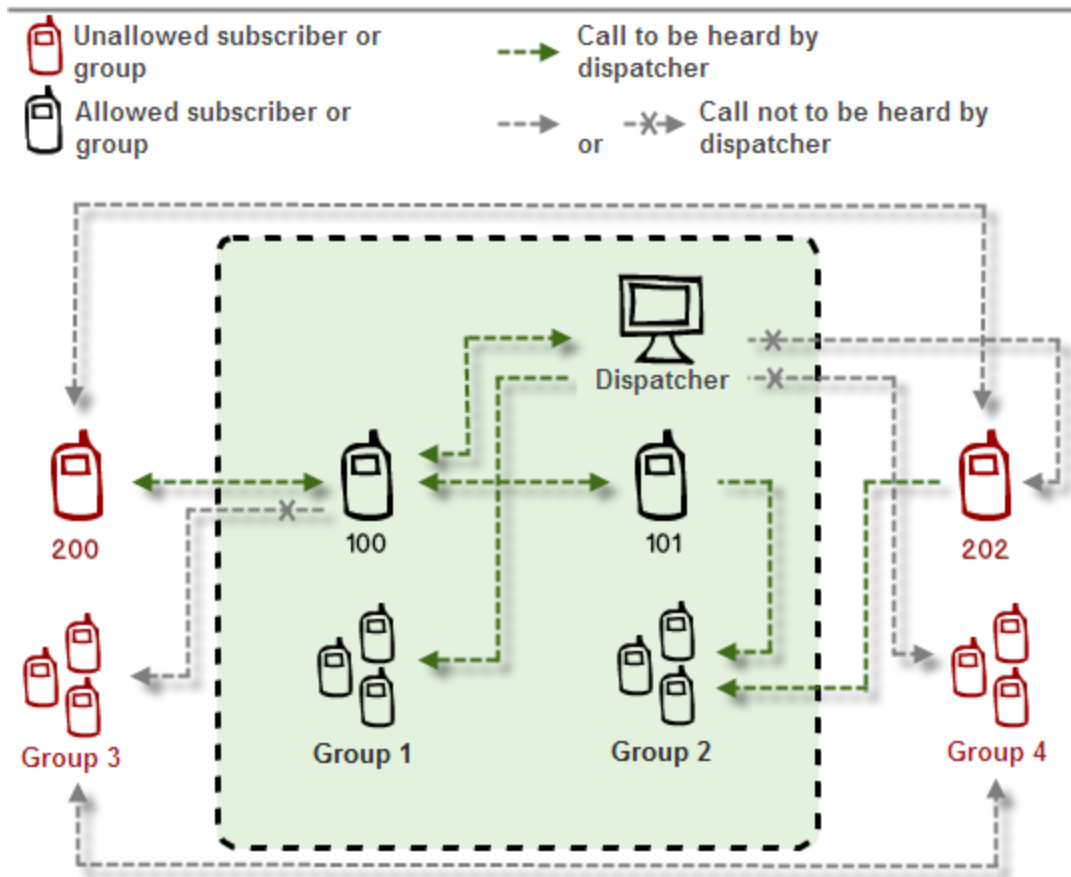 Unallowed subscriber or
group
Call to be heard by
dispatcher
Allowed subscriber or
group
or
Call not to be heard by
dispatcher
Dispatcher
200
100
101
202
Group 3
Group 1
Group 2
Group 4